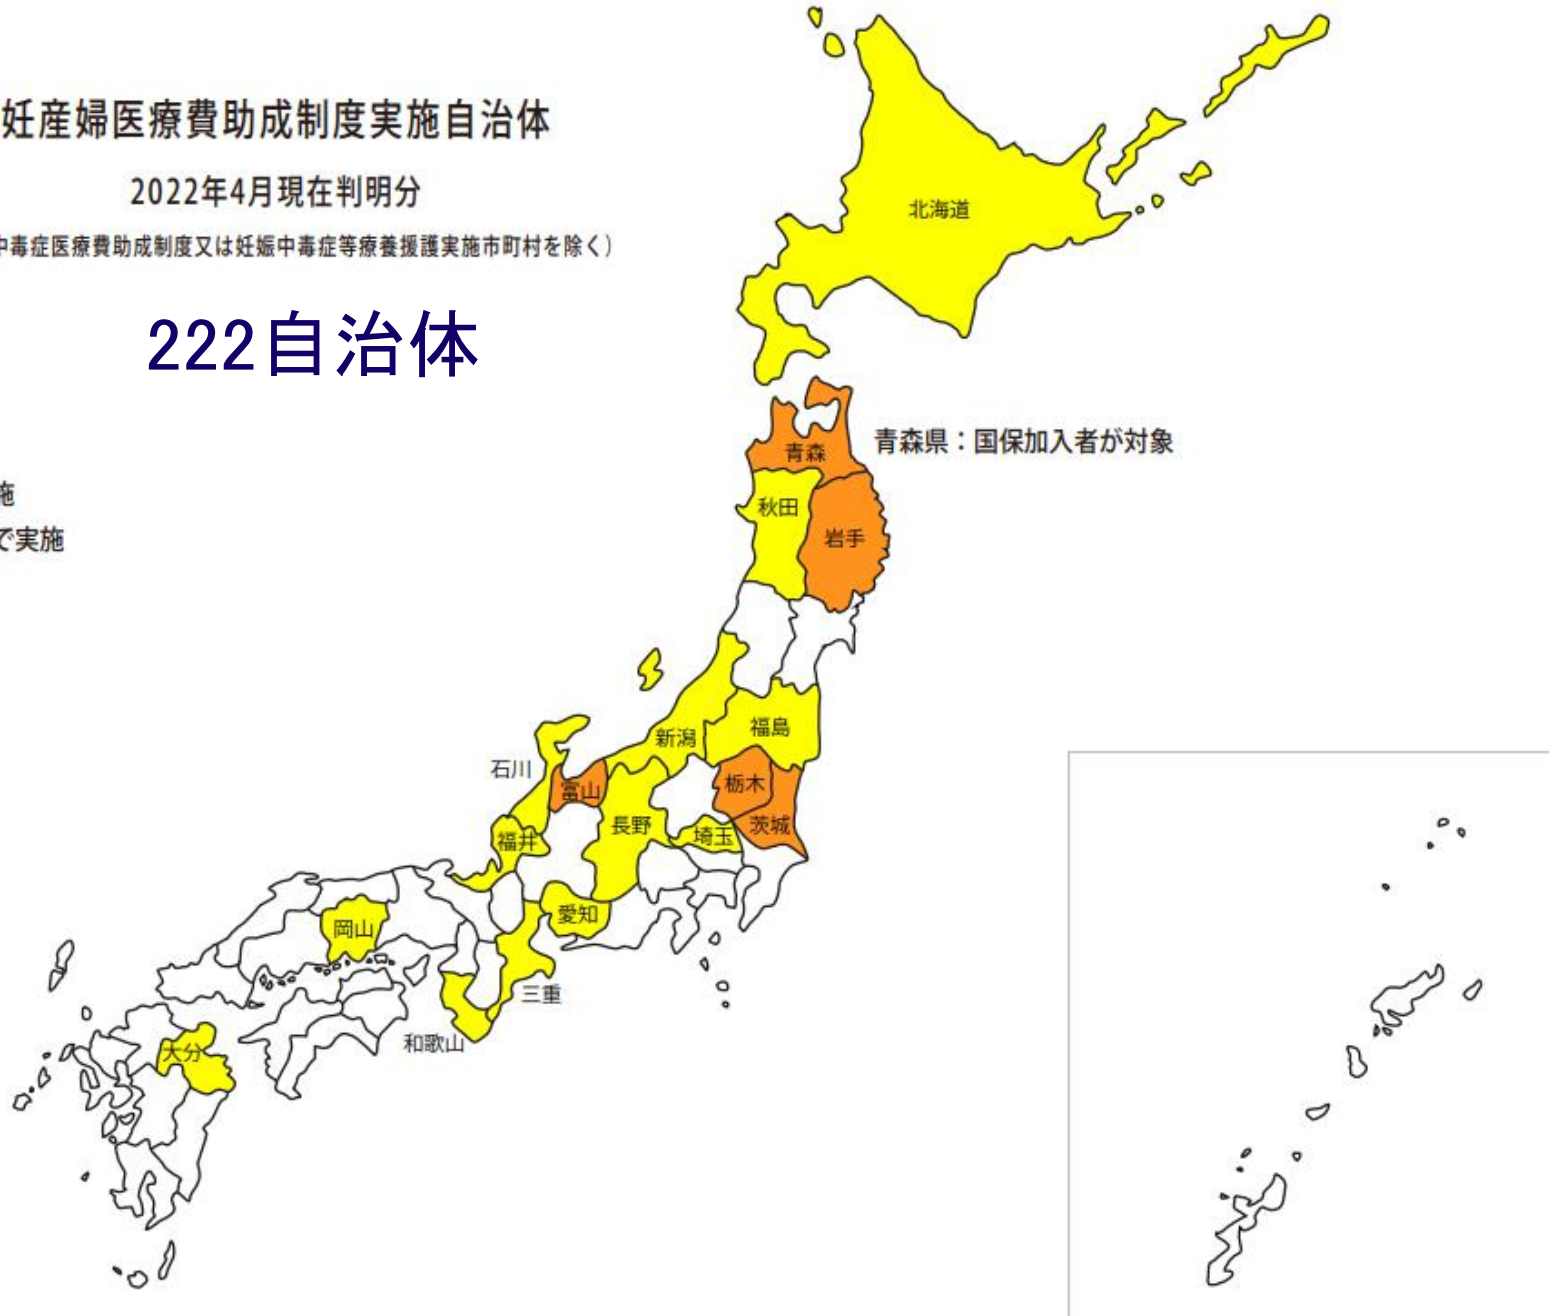 妊産婦医療費助成制度実施自治体
2022年4月現在判明分
中毒症医療費助成制度又は妊娠中毒症等療養援護実施市町村を除く）
222自治体
施
で実施
北海道
青森
青森県：国保加入者が対象
秋田
岩手
新潟
福島
石川
富山
栃木
福井
長野
埼玉
茨城
岡山
愛知
三重
和歌山
大分